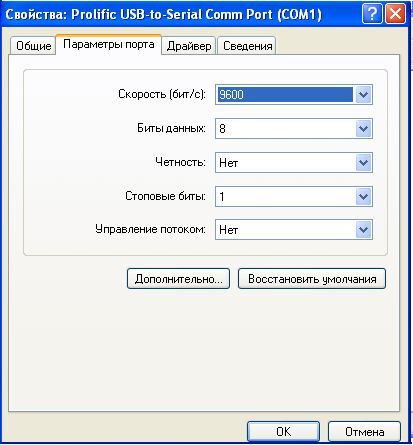 Свойства: Prolific USB-to-Serial Comm Port (COM1)
Общие Параметры порта Драйвер Сведения
Скорость (бит/с): 9600
Биты данных: 8
Четность: Нет
Стоповые биты: 1
Управление потоком: Нет
Дополнительно... Восстановить умолчания
OK Отмена